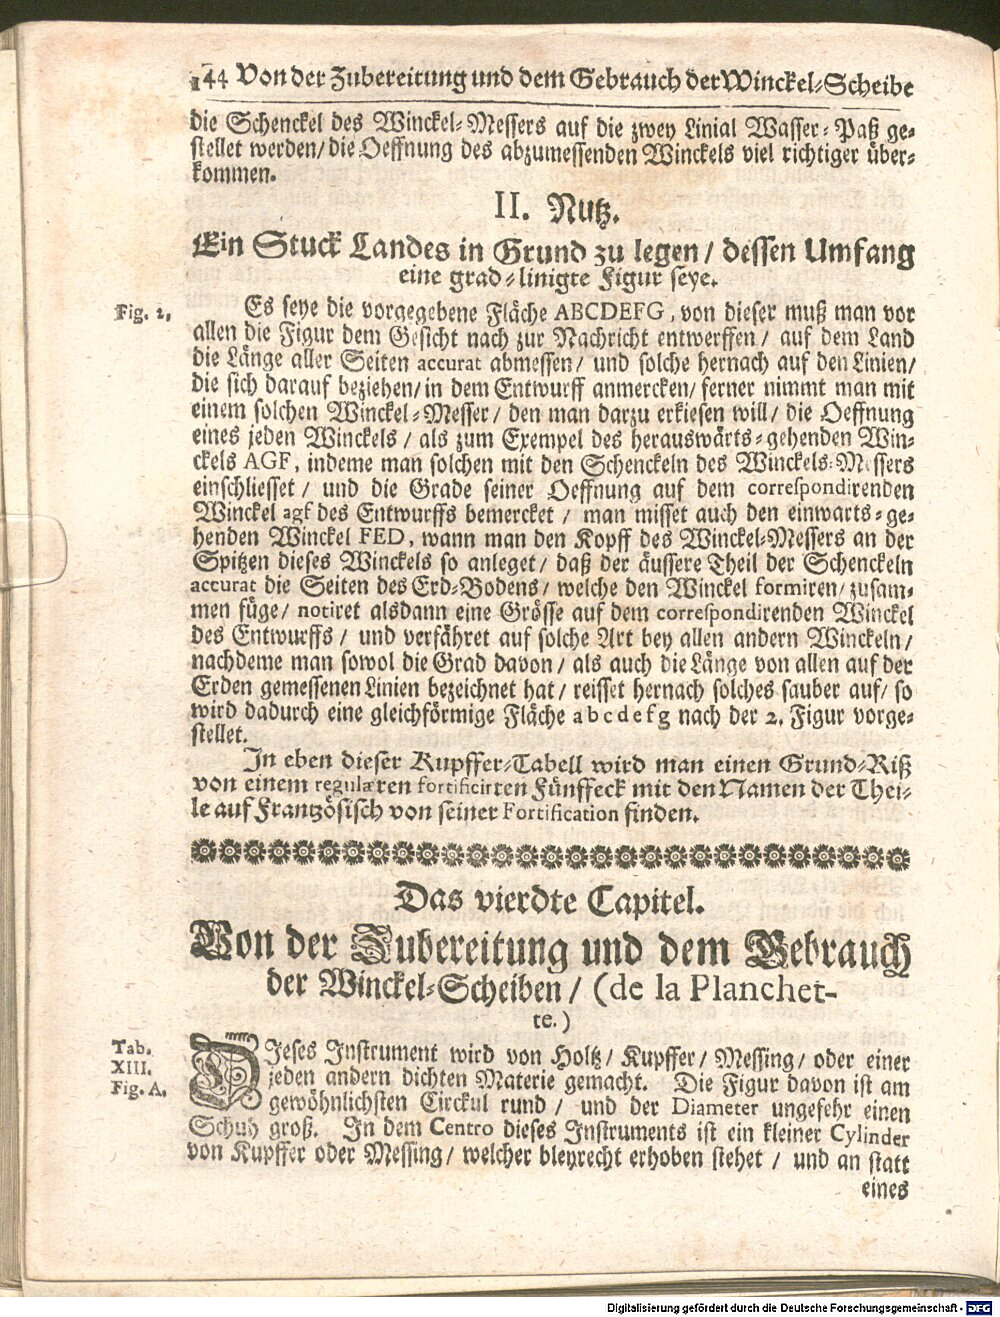 144 Von der Zubereitung und dem Gebrauch der Winckel-Scheibe
die Schenckel des Winckel-Messers auf die zwey Linial Wasser-Paß ge-
stellet werden/ die Oeffnung des abzumessenden Winckels viel richtiger über-
kommen.
II. Nutz.
Ein Stuck Landes in Grund zu legen / dessen Umfang
eine grad-linigte Figur seye.
Fig. 2.
Es seye die vorgegebene Fläche ABCDEFG, von dieser muß man vor
allen die Figur dem Gesicht nach zur Nachricht entwerffen/ auf dem Land
die Länge aller Seiten accurat abmessen/ und solche hernach auf den Linien/
die sich darauf beziehen/ in dem Entwurff anmercken/ ferner nimmt man mit
einem solchen Winckel-Messer/ den man darzu erkiesen will/ die Oeffnung
eines jeden Winckels / als zum Exempel des herauswärts-gehenden Win-
ckels AGF, indeme man solchen mit den Schenckeln des Winckels-Messers
einschliesset/ und die Grade seiner Oeffnung auf dem correspondirenden
Winckel agf des Entwurffs bemercket / man misset auch den einwarts-ge-
henden Winckel FED, wann man den Kopff des Winckel-Messers an der
Spitzen dieses Winckels so anleget/ daß der äussere Theil der Schenckeln
accurat die Seiten des Erd-Bodens/ welche den Winckel formiren/ zusam-
men füge/ notiret alsdann eine Grösse auf dem correspondirenden Winckel
des Entwurffs/ und verfähret auf solche Art bey allen andern Winckeln/
nachdeme man sowol die Grad davon/ als auch die Länge von allen auf der
Erden gemessenen Linien bezeichnet hat/ reisset hernach solches sauber auf/ so
wird dadurch eine gleichförmige Fläche abcdefg nach der 2. Figur vorge-
stellet.
In eben dieser Kupffer-Tabell wird man einen Grund-Riß
von einem regulæren fortificirten Fünffeck mit den Namen der Thei-
le auf Frantzösisch von seiner Fortification finden.
Das vierdte Capitel.
Von der Zubereitung und dem Gebrauch
der Winckel-Scheiben/ (de la Planchet-
te.)
Tab.
XIII.
Fig. A.
DIeses Instrument wird von Holtz/ Kupffer/ Messing/ oder einer
jeden andern dichten Materie gemacht. Die Figur davon ist am
gewöhnlichsten Circkul rund/ und der Diameter ungefehr einen
Schuh groß. In dem Centro dieses Instruments ist ein kleiner Cylinder
von Kupffer oder Messing/ welcher bleyrecht erhoben stehet / und an statt
eines
Digitalisierung gefördert durch die Deutsche Forschungsgemeinschaft - DFG